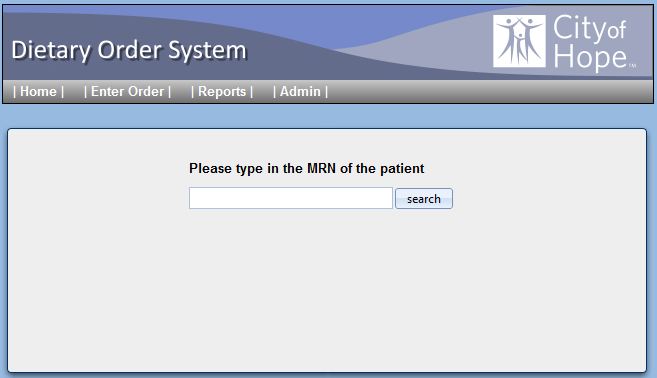 Dietary Order System
City of
Hope™
| Home | | Enter Order | | Reports | | Admin |
Please type in the MRN of the patient
search